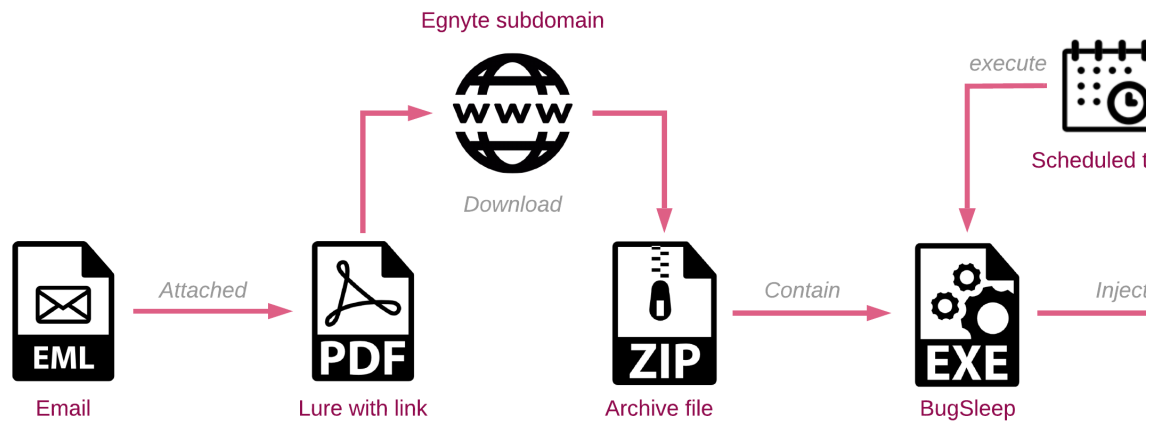 Egnyte subdomain
WWW
Download
execute
Scheduled t
Attached
Contain
Inject
EML
PDF
ZIP
EXE
Email
Lure with link
Archive file
BugSleep